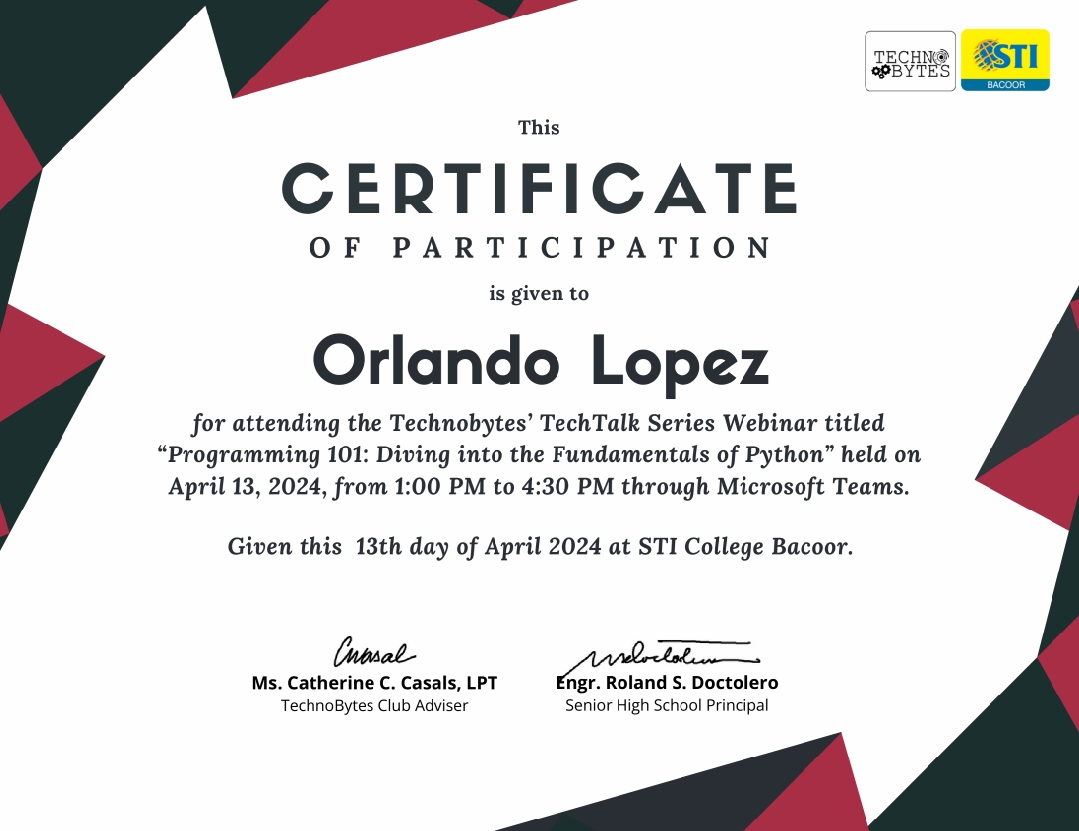 TECHNO
BYTES
STI
BACOOR
This
CERTIFICATE
OF PARTICIPATION
is given to
Orlando Lopez
for attending the Technobytes’ TechTalk Series Webinar titled
“Programming 101: Diving into the Fundamentals of Python” held on
April 13, 2024, from 1:00 PM to 4:30 PM through Microsoft Teams.
Given this 13th day of April 2024 at STI College Bacoor.
Ms. Catherine C. Casals, LPT
TechnoBytes Club Adviser
Engr. Roland S. Doctolero
Senior High School Principal